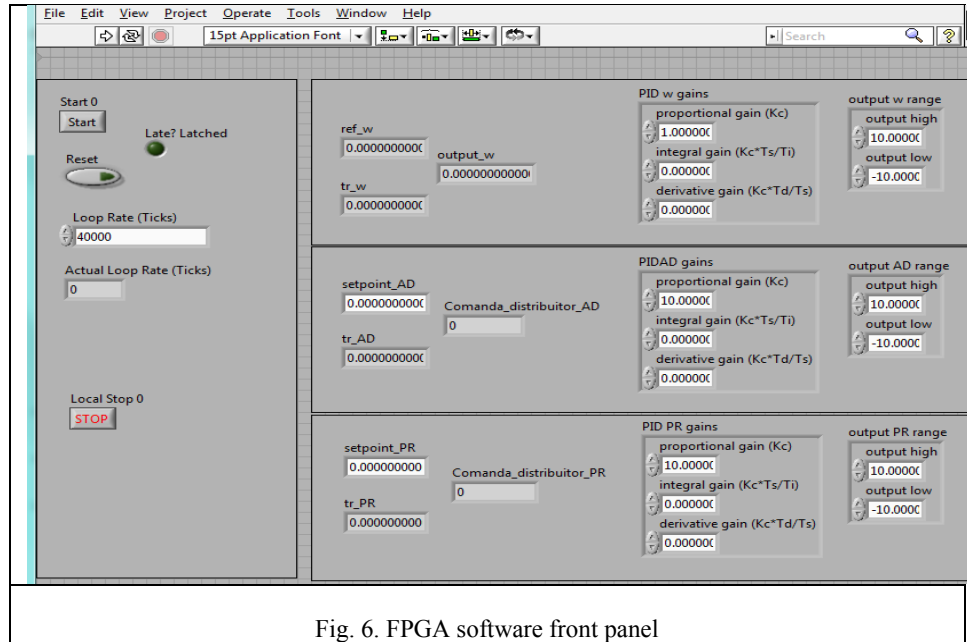 File Edit View Project Operate Tools Window Help
15pt Application Font
Search
Start 0
Start
Late? Latched
Reset
Loop Rate (Ticks)
40000
Actual Loop Rate (Ticks)
0
Local Stop 0
STOP
ref_w
0.000000000(
output_w
0.00000000000(
tr_w
0.000000000(
PID w gains
proportional gain (Kc)
1.00000(
integral gain (Kc*Ts/Ti)
0.00000(
derivative gain (Kc*Td/Ts)
0.00000(
output w range
output high
10.0000(
output low
-10.000(
setpoint_AD
0.000000000(
Comanda_distribuitor_AD
0
tr_AD
0.000000000(
PIDAD gains
proportional gain (Kc)
10.0000(
integral gain (Kc*Ts/Ti)
0.00000(
derivative gain (Kc*Td/Ts)
0.00000(
output AD range
output high
10.0000(
output low
-10.000(
setpoint_PR
0.000000000
Comanda_distribuitor_PR
0
tr_PR
0.000000000
PID PR gains
proportional gain (Kc)
10.0000(
integral gain (Kc*Ts/Ti)
0.00000(
derivative gain (Kc*Td/Ts)
0.00000(
output PR range
output high
10.0000(
output low
-10.000(
Fig. 6. FPGA software front panel